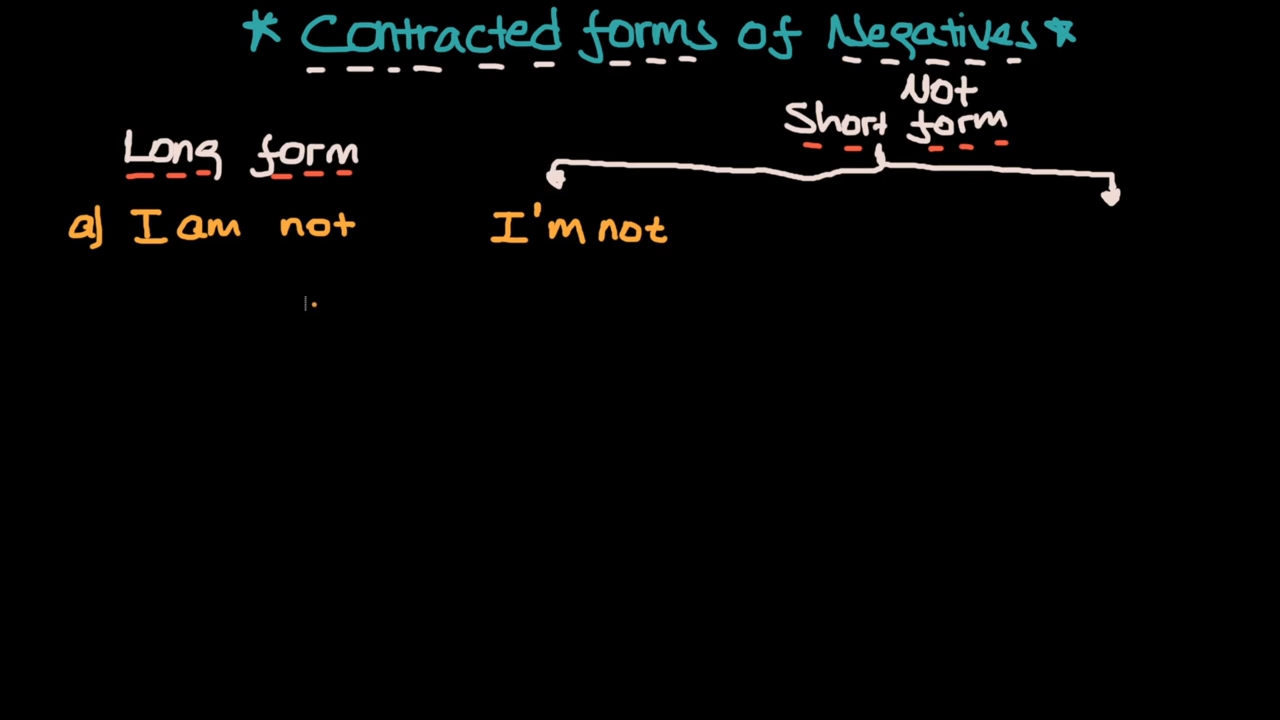 * Contracted forms of Negatives *
Not
Short form
Long form
a) I am not
I'm not